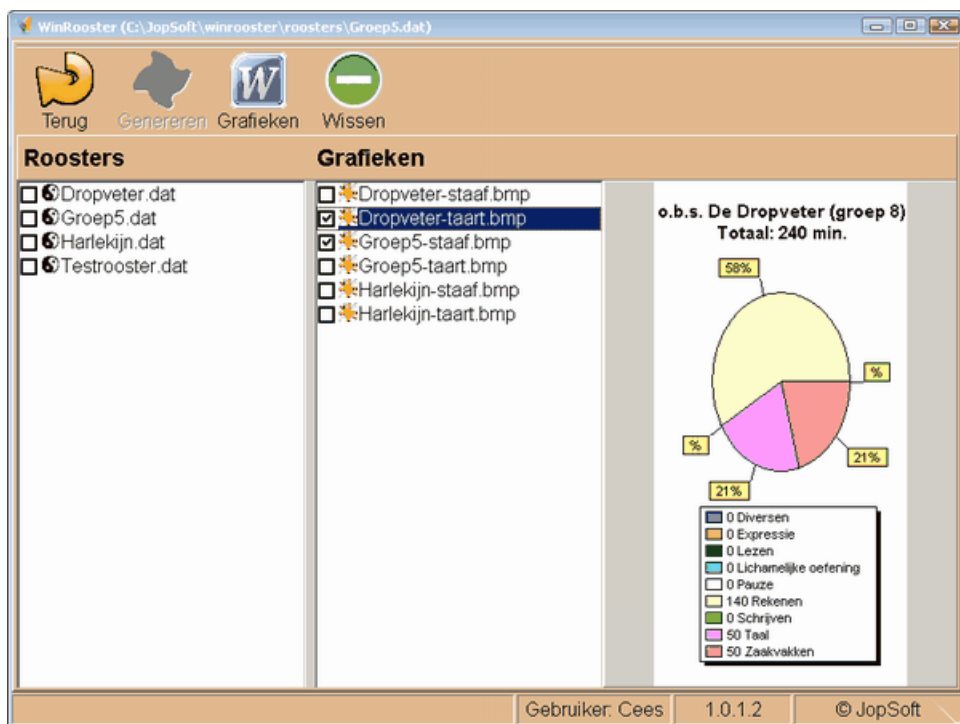 WinRooster (C:\JopSoft\winrooster\roosters\Groep5.dat)
Terug
Genereren
Grafieken
Wissen
Roosters
Grafieken
Dropveter.dat
Groep5.dat
Harlekijn.dat
Testrooster.dat
Dropveter-staaf.bmp
Dropveter-taart.bmp
Groep5-staaf.bmp
Groep5-taart.bmp
Harlekijn-staaf.bmp
Harlekijn-taart.bmp
o.b.s. De Dropveter (groep 8)
Totaal: 240 min.
58%
%
%
21%
21%
0 Diversen
0 Expressie
0 Lezen
0 Lichamelijke oefening
0 Pauze
140 Rekenen
0 Schrijven
50 Taal
50 Zaakvakken
Gebruiker: Cees
1.0.1.2
© JopSoft